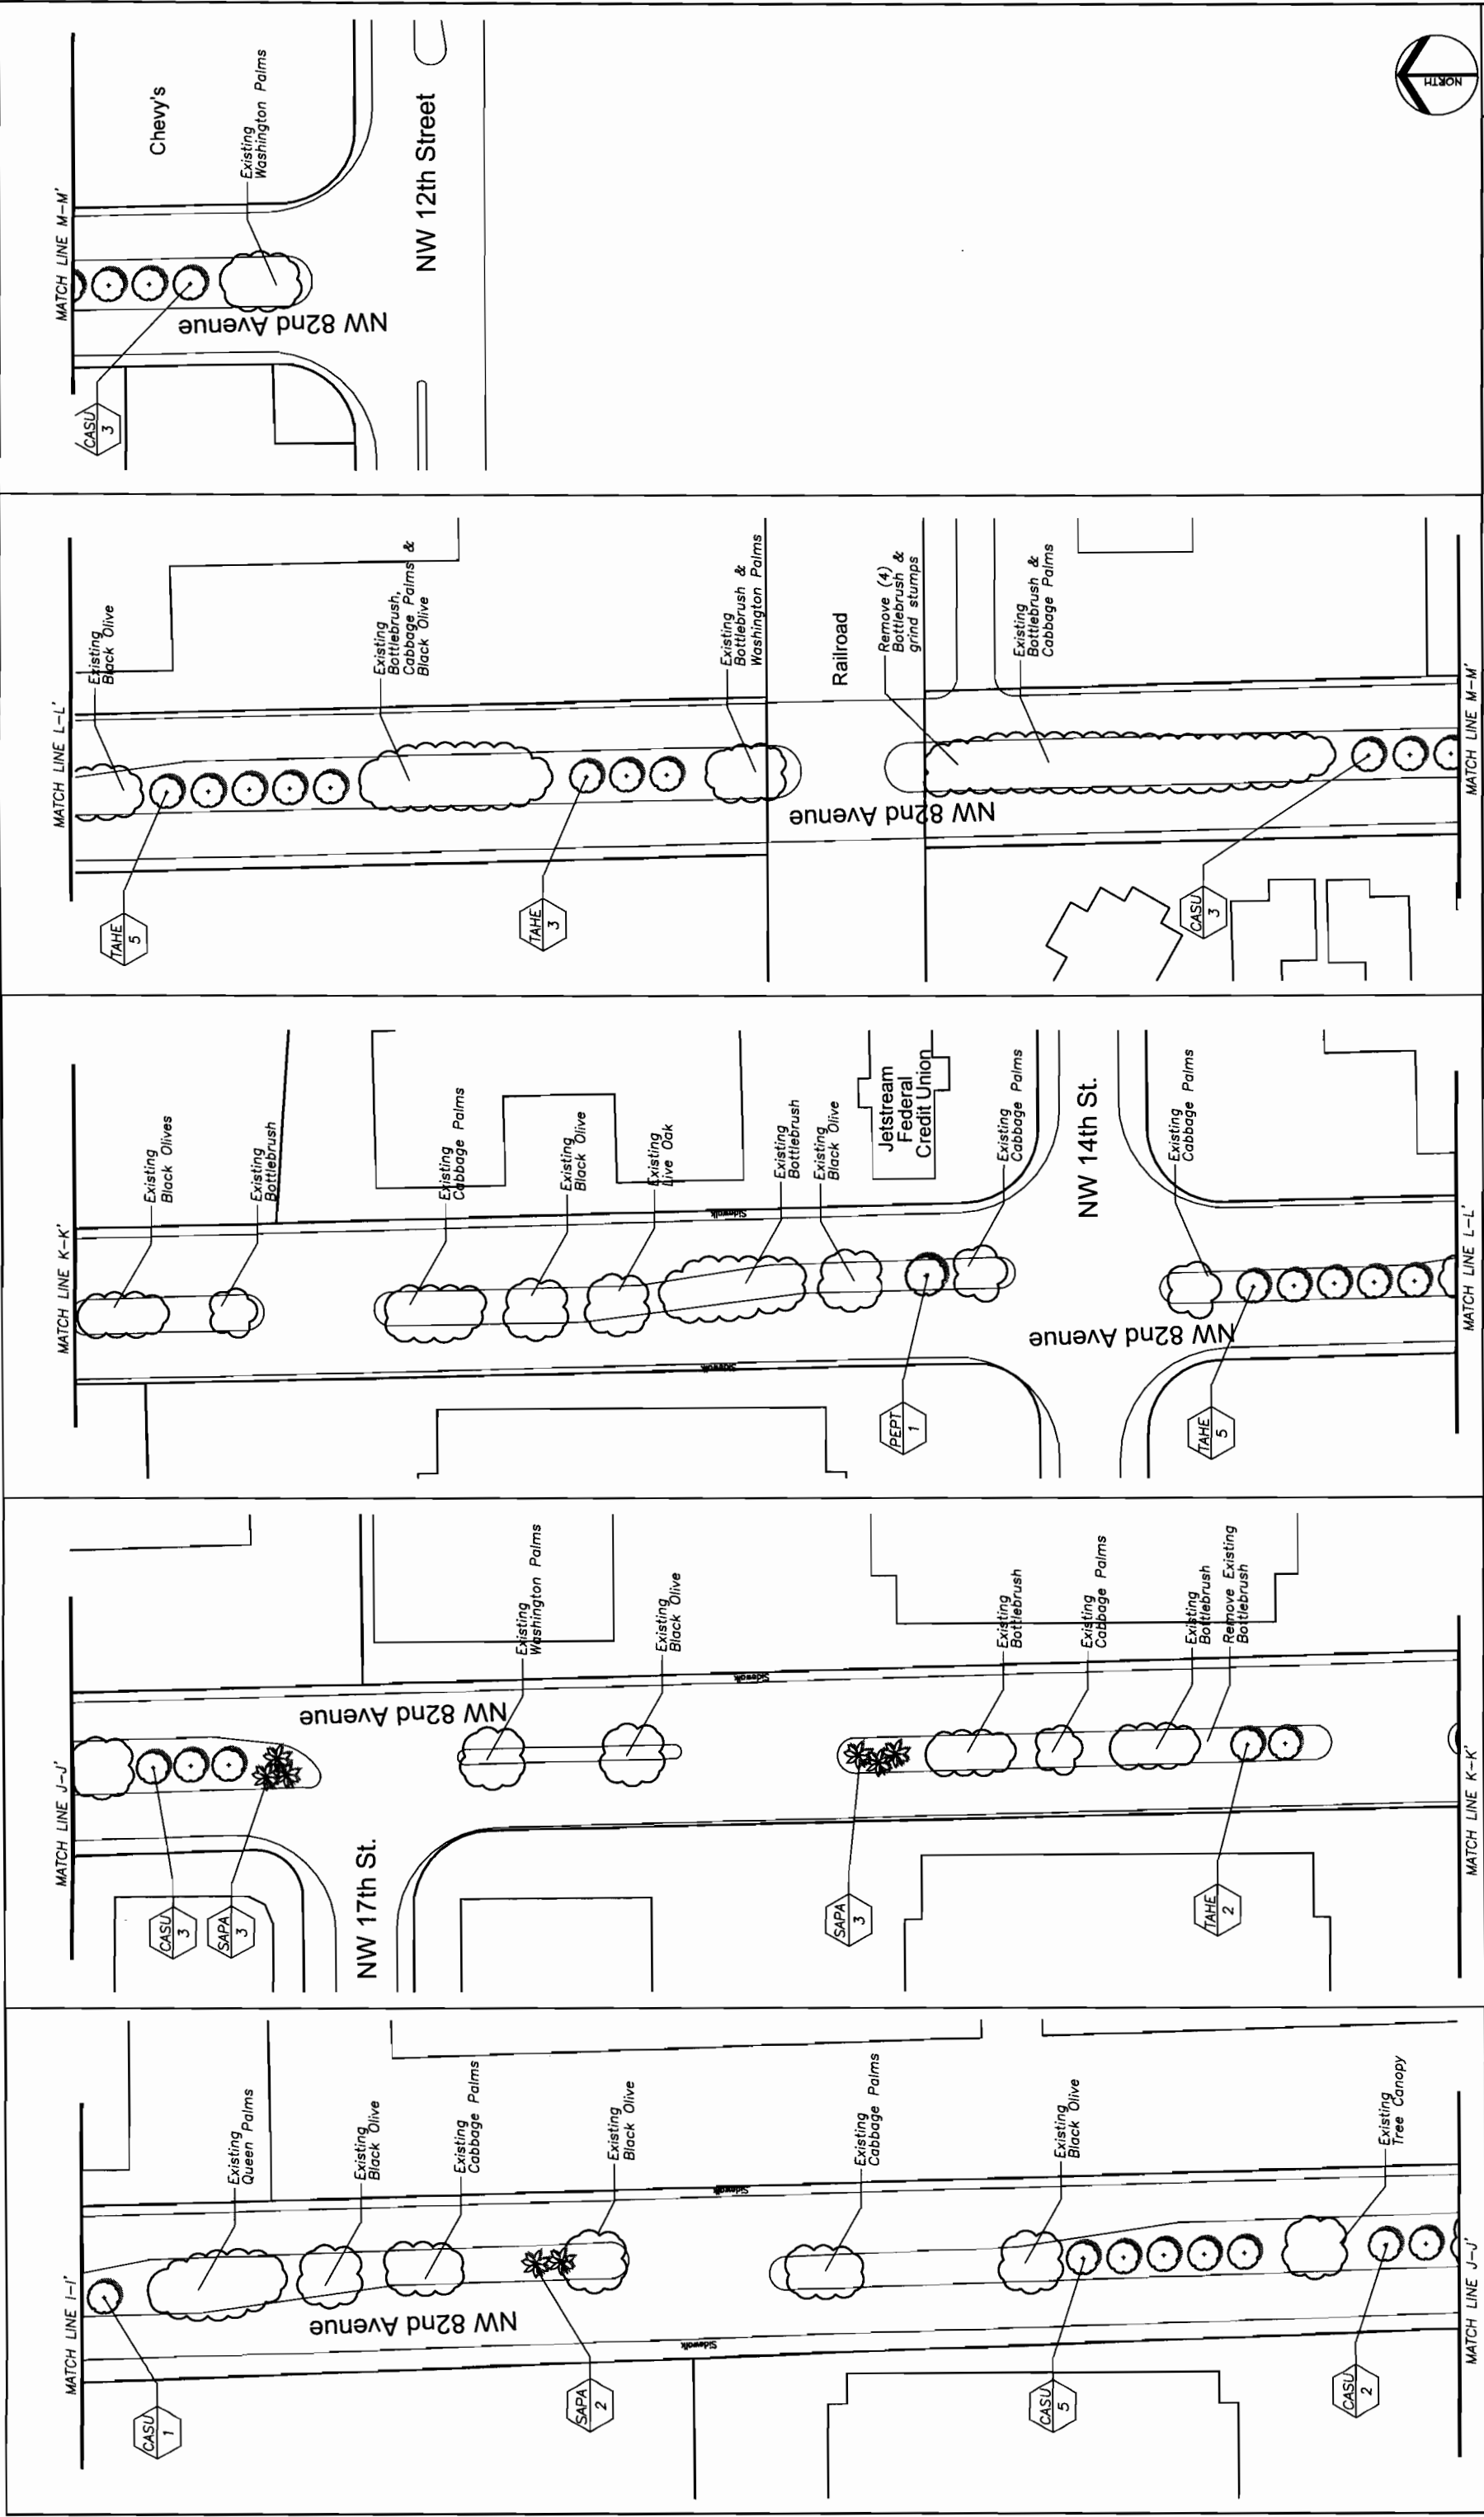 MATCH LINE I-I'
Existing
Queen Palms
Existing
Black Olive
Existing
Cabbage Palms
Existing
Black Olive
Existing
Cabbage Palms
Existing
Black Olive
Existing
Tree Canopy
Sidewalk
NW 82nd Avenue
Sidewalk
CASU
1
SAPA
2
CASU
5
CASU
2
MATCH LINE J-J'
MATCH LINE J-J'
Existing
Washington Palms
Existing
Black Olive
Existing
Bottlebrush
Existing
Cabbage Palms
Existing
Bottlebrush
Remove Existing
Bottlebrush
NW 82nd Avenue
Sidewalk
NW 17th St.
CASU
3
SAPA
3
SAPA
3
TAHE
2
MATCH LINE K-K'
MATCH LINE K-K'
Existing
Black Olives
Existing
Bottlebrush
Existing
Cabbage Palms
Existing
Black Olive
Existing
Live Oak
Existing
Bottlebrush
Existing
Black Olive
Jetstream
Federal
Credit Union
Existing
Cabbage Palms
NW 14th St.
Existing
Cabbage Palms
Sidewalk
Sidewalk
NW 82nd Avenue
PEPT
1
TAHE
5
MATCH LINE L-L'
MATCH LINE L-L'
Existing
Black Olive
Existing
Bottlebrush,
Cabbage Palms &
Black Olive
Existing
Bottlebrush &
Washington Palms
Railroad
Remove (4)
Bottlebrush &
grind stumps
Existing
Bottlebrush &
Cabbage Palms
NW 82nd Avenue
TAHE
5
TAHE
3
CASU
3
MATCH LINE M-M'
MATCH LINE M-M'
Chevy's
Existing
Washington Palms
NW 12th Street
NW 82nd Avenue
CASU
3
NORTH